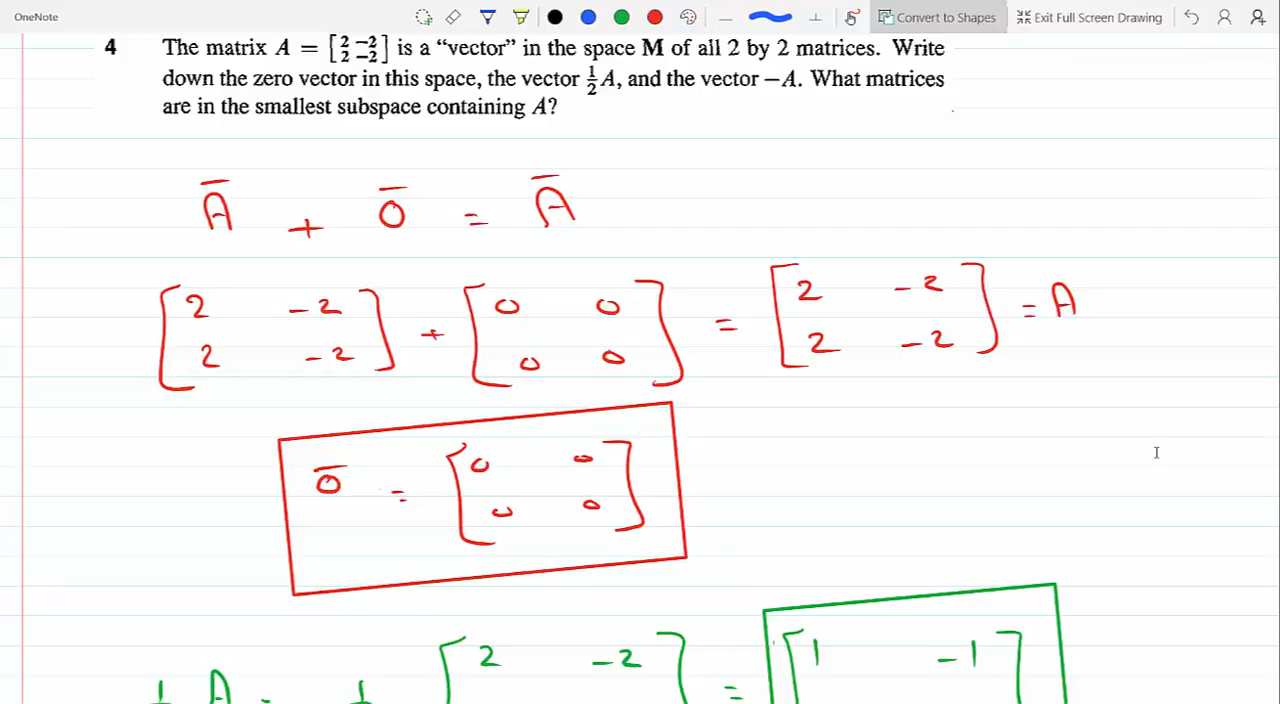 OneNote
Convert to Shapes
Exit Full Screen Drawing
4 The matrix A = [2 −2 2 −2] is a “vector” in the space M of all 2 by 2 matrices. Write
down the zero vector in this space, the vector ½A, and the vector −A. What matrices
are in the smallest subspace containing A?
A̅ + 0̅ = A̅
[2 -2 + [0 0 = [2 -2 = A
2 -2] 0 0] 2 -2]
0̅ = [0 0
0 0]
[2 -2] = [1 -1]
A